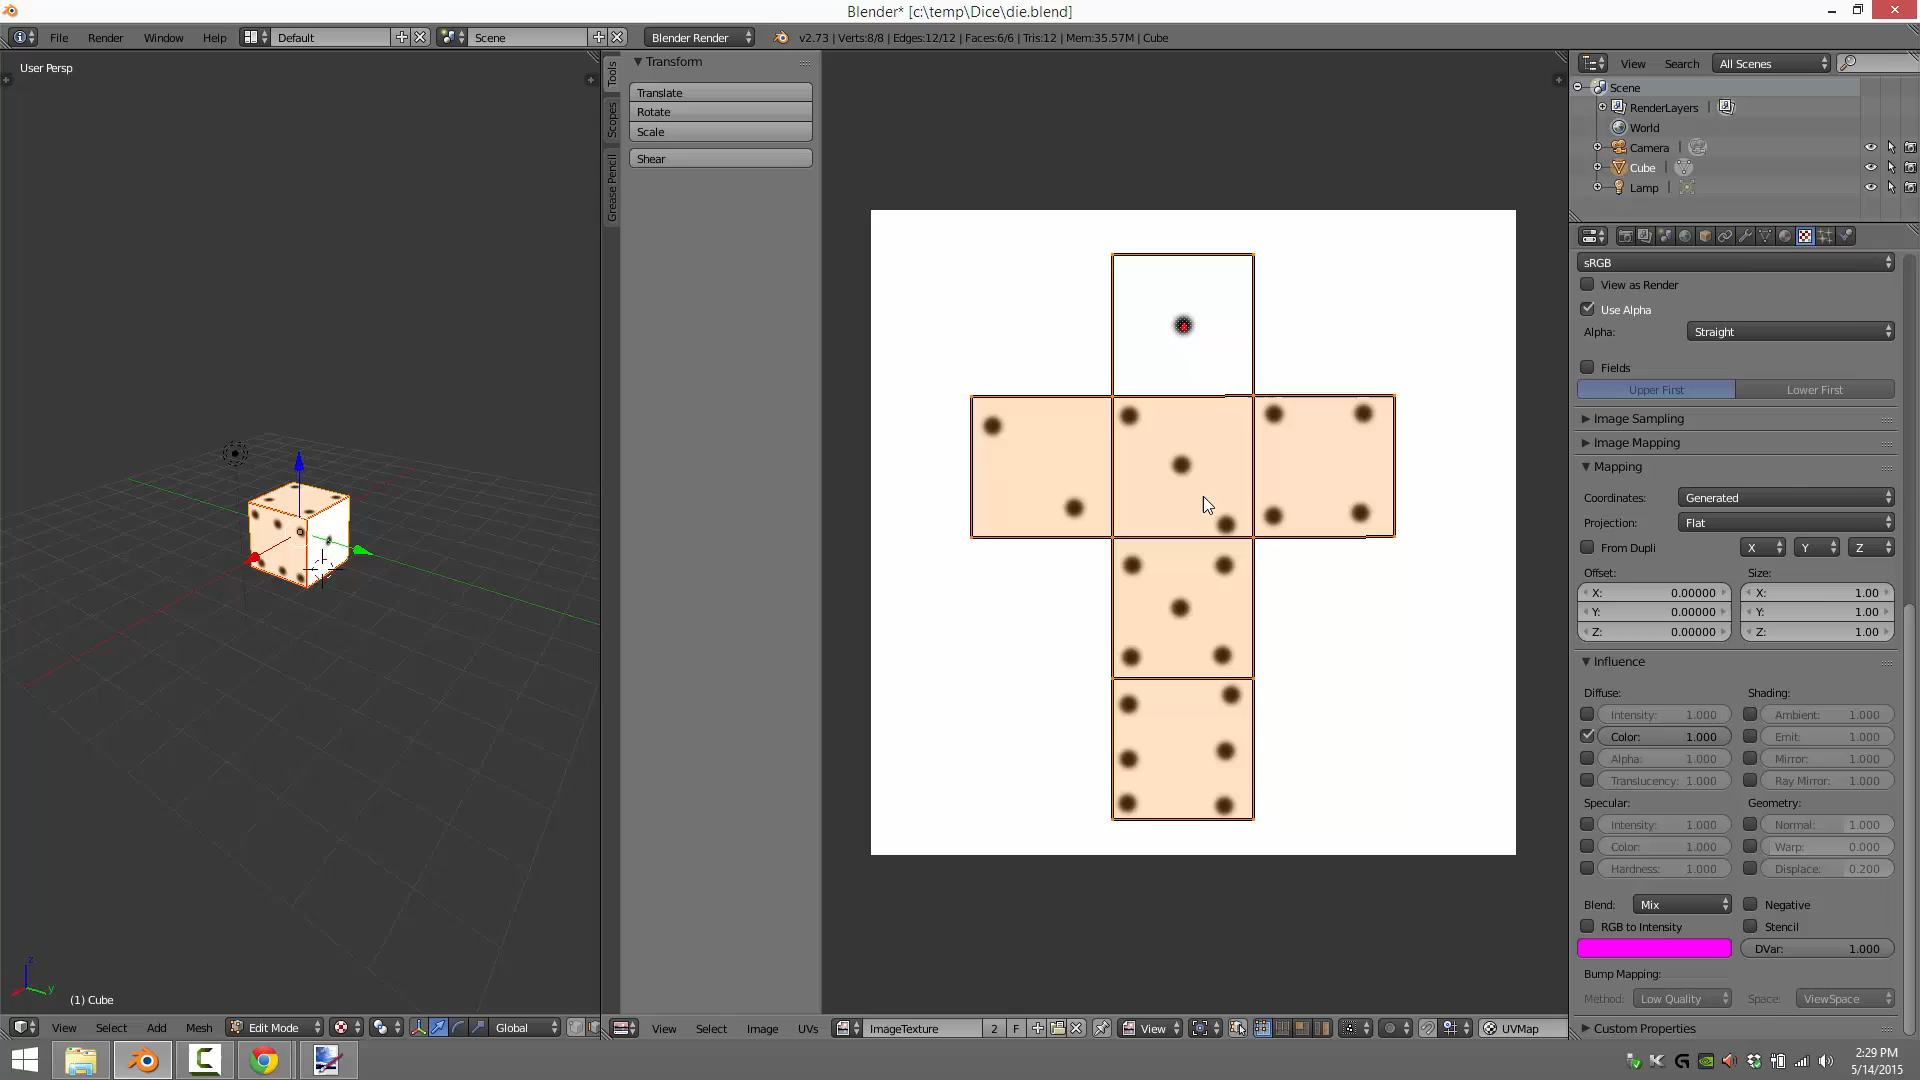 Blender* [c:\temp\Dice\die.blend]
File Render Window Help Default Scene Blender Render v2.73 | Verts:8/8 | Edges:12/12 | Faces:6/6 | Tris:12 | Mem:35.57M | Cube
User Persp
(1) Cube
z
y
View Select Add Mesh Edit Mode Global
Tools
Scopes
Grease Pencil
Transform
Translate
Rotate
Scale
Shear
View Select Image UVs ImageTexture 2 F View UVMap
View Search All Scenes
Scene
RenderLayers
World
Camera
Cube
Lamp
sRGB
View as Render
Use Alpha
Alpha: Straight
Fields
Upper First Lower First
Image Sampling
Image Mapping
Mapping
Coordinates: Generated
Projection: Flat
From Dupli X Y Z
Offset: Size:
X: 0.00000 X: 1.00
Y: 0.00000 Y: 1.00
Z: 0.00000 Z: 1.00
Influence
Diffuse: Shading:
Intensity: 1.000 Ambient: 1.000
Color: 1.000 Emit: 1.000
Alpha: 1.000 Mirror: 1.000
Translucency: 1.000 Ray Mirror: 1.000
Specular: Geometry:
Intensity: 1.000 Normal: 1.000
Color: 1.000 Warp: 0.000
Hardness: 1.000 Displace: 0.200
Blend: Mix Negative
RGB to Intensity Stencil
DVar: 1.000
Bump Mapping:
Method: Low Quality Space: ViewSpace
Custom Properties
2:29 PM
5/14/2015